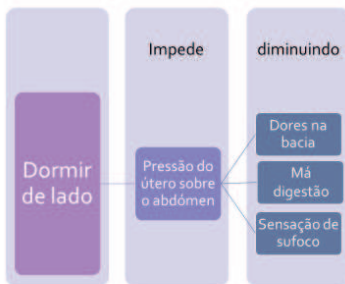 Impede
diminuindo
Dormir
de lado
Pressão do
útero sobre
o abdómen
Dores na
bacia
Má
digestão
Sensação de
sufoco